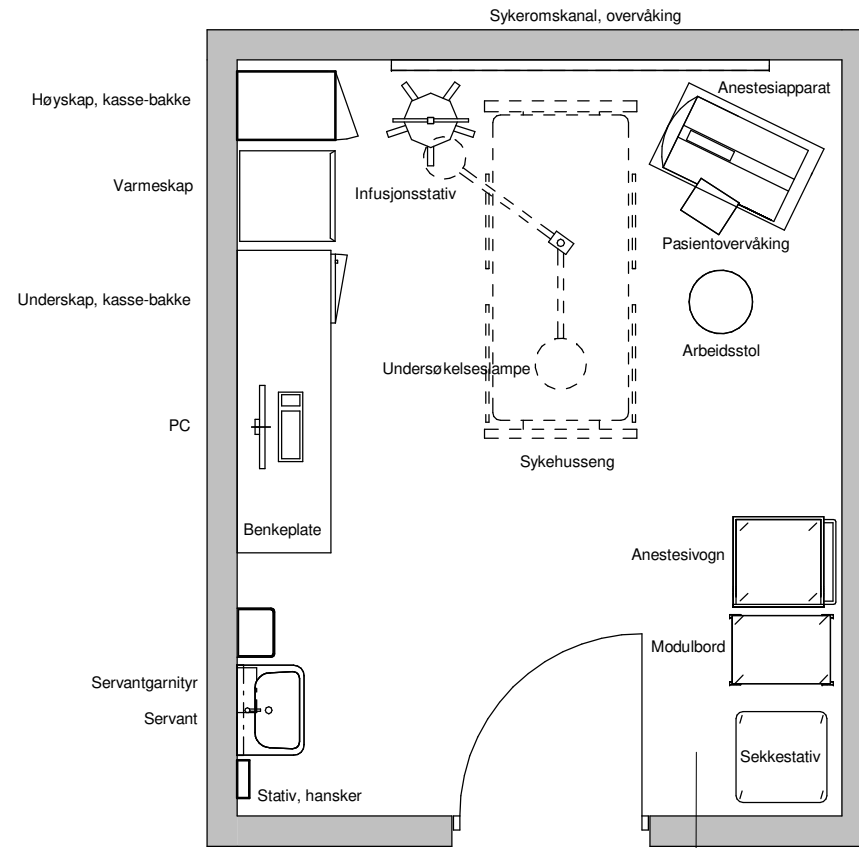 Sykeromskanal, overvåking
Høyskap, kasse-bakke
Anestesiapparat
Varmeskap
Infusjonsstativ
Pasientovervåking
Underskap, kasse-bakke
Arbeidsstol
Undersøkelseslampe
PC
Sykehusseng
Benkeplate
Anestesivogn
Modulbord
Servantgarnityr
Servant
Sekkestativ
Stativ, hansker